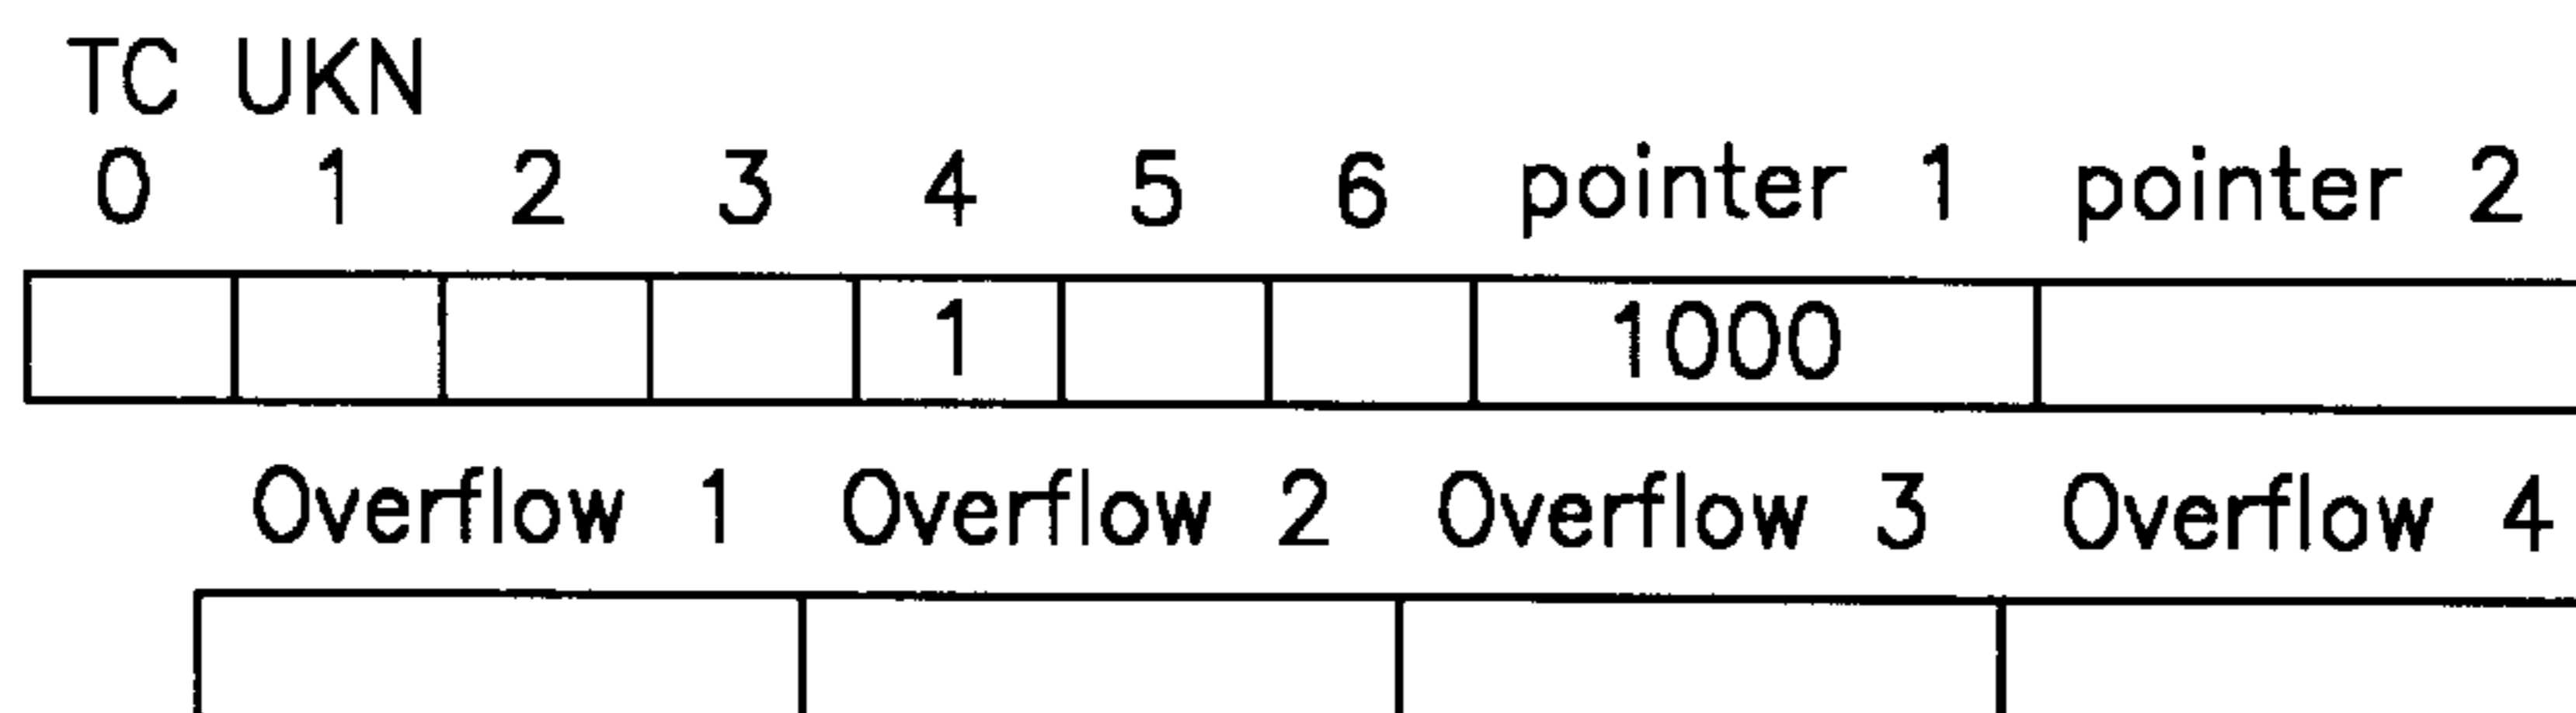 TC UKN
0 1 2 3 4 5 6 pointer 1 pointer 2
1 1000
Overflow 1 Overflow 2 Overflow 3 Overflow 4